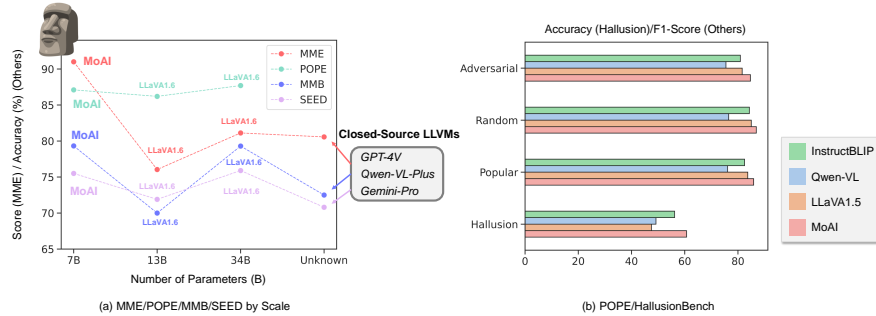 Score (MME) / Accuracy (%) (Others)
90
85
80
75
70
65
MoAI
MoAI
MoAI
MoAI
LLaVA1.6
LLaVA1.6
LLaVA1.6
LLaVA1.6
LLaVA1.6
LLaVA1.6
LLaVA1.6
LLaVA1.6
MME
POPE
MMB
SEED
Closed-Source LLVMs
GPT-4V
Qwen-VL-Plus
Gemini-Pro
7B 13B 34B Unknown
Number of Parameters (B)
(a) MME/POPE/MMB/SEED by Scale
Accuracy (Hallusion)/F1-Score (Others)
Adversarial
Random
Popular
Hallusion
0 20 40 60 80
(b) POPE/HallusionBench
InstructBLIP
Qwen-VL
LLaVA1.5
MoAI